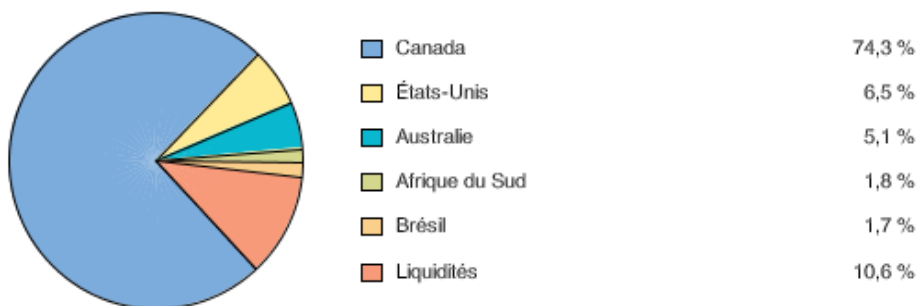 Canada 74,3 %
États-Unis 6,5 %
Australie 5,1 %
Afrique du Sud 1,8 %
Brésil 1,7 %
Liquidités 10,6 %